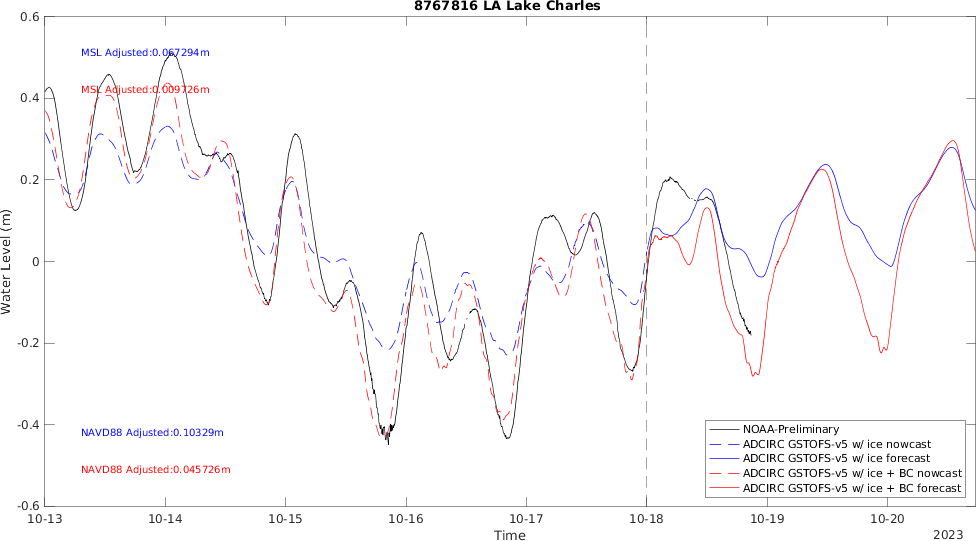 8767816 LA Lake Charles
0.6
MSL Adjusted:0.067294m
MSL Adjusted:0.009726m
0.4
0.2
0
-0.2
-0.4
-0.6
Water Level (m)
NAVD88 Adjusted:0.10329m
NAVD88 Adjusted:0.045726m
NOAA-Preliminary
ADCIRC GSTOFS-v5 w/ ice nowcast
ADCIRC GSTOFS-v5 w/ ice forecast
ADCIRC GSTOFS-v5 w/ ice + BC nowcast
ADCIRC GSTOFS-v5 w/ ice + BC forecast
10-13 10-14 10-15 10-16 10-17 10-18 10-19 10-20
Time
2023